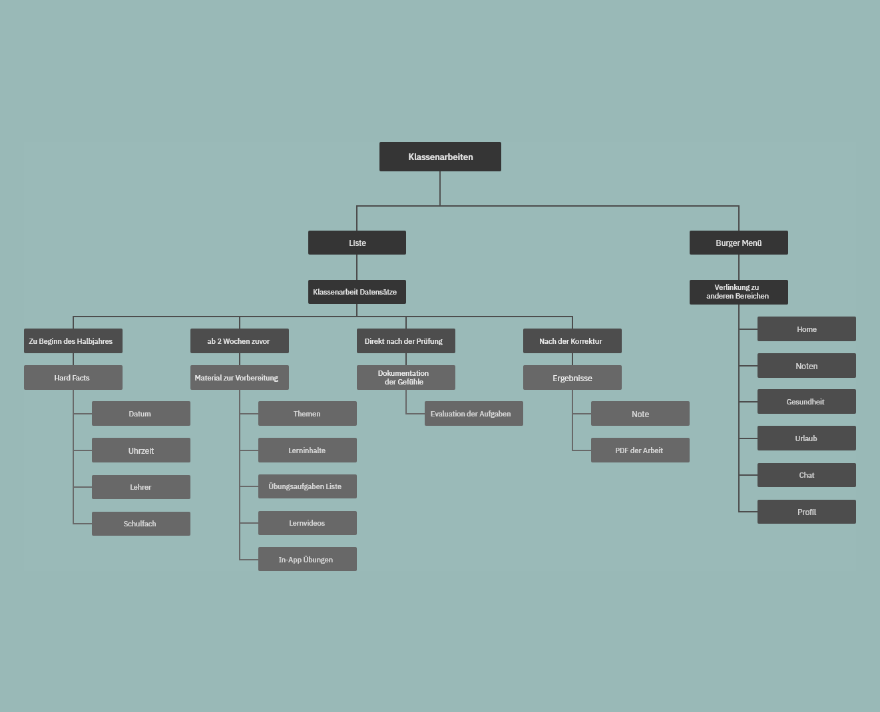 Klassenarbeiten
Liste
Burger Menü
Klassenarbeit Datensätze
Verlinkung zu
anderen Bereichen
Zu Beginn des Halbjahres
ab 2 Wochen zuvor
Direkt nach der Prüfung
Nach der Korrektur
Home
Hard Facts
Material zur Vorbereitung
Dokumentation
der Gefühle
Ergebnisse
Noten
Datum
Themen
Evaluation der Aufgaben
Note
Gesundheit
Uhrzeit
Lerninhalte
PDF der Arbeit
Urlaub
Lehrer
Übungsaufgaben Liste
Chat
Schulfach
Lernvideos
Profil
In-App Übungen